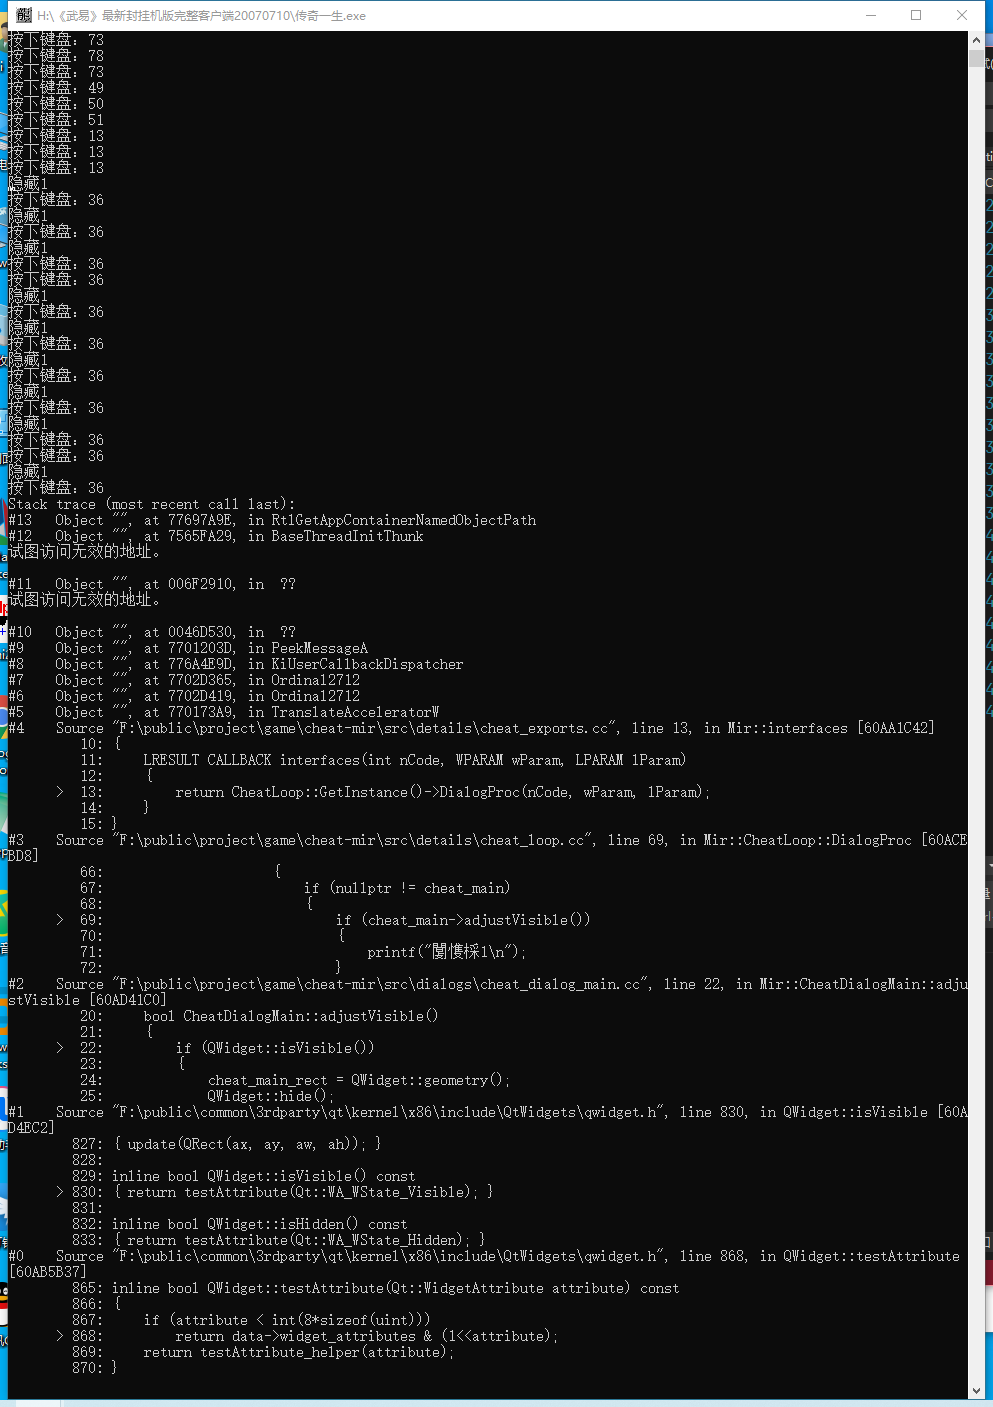 H:\《武易》最新封挂机版完整客户端20070710\传奇一生.exe
按下键盘：73
按下键盘：78
按下键盘：73
按下键盘：49
按下键盘：50
按下键盘：51
按下键盘：13
按下键盘：13
按下键盘：13
隐藏1
按下键盘：36
隐藏1
按下键盘：36
隐藏1
按下键盘：36
按下键盘：36
隐藏1
按下键盘：36
隐藏1
按下键盘：36
隐藏1
按下键盘：36
隐藏1
按下键盘：36
隐藏1
按下键盘：36
按下键盘：36
隐藏1
按下键盘：36
Stack trace (most recent call last):
#13   Object "", at 77697A9E, in RtlGetAppContainerNamedObjectPath
#12   Object "", at 7565FA29, in BaseThreadInitThunk
试图访问无效的地址。
#11   Object "", at 006F2910, in  ??
试图访问无效的地址。
#10   Object "", at 0046D530, in  ??
#9    Object "", at 7701203D, in PeekMessageA
#8    Object "", at 776A4E9D, in KiUserCallbackDispatcher
#7    Object "", at 7702D365, in Ordinal2712
#6    Object "", at 7702D419, in Ordinal2712
#5    Object "", at 770173A9, in TranslateAcceleratorW
#4    Source "F:\public\project\game\cheat-mir\src\details\cheat_exports.cc", line 13, in Mir::interfaces [60AA1C42]
10: {
11:     LRESULT CALLBACK interfaces(int nCode, WPARAM wParam, LPARAM lParam)
12:     {
> 13:         return CheatLoop::GetInstance()->DialogProc(nCode, wParam, lParam);
14:     }
15: }
#3    Source "F:\public\project\game\cheat-mir\src\details\cheat_loop.cc", line 69, in Mir::CheatLoop::DialogProc [60ACE
BD8]
66:                     {
67:                         if (nullptr != cheat_main)
68:                         {
> 69:                             if (cheat_main->adjustVisible())
70:                             {
71:                                 printf("闅愯棌1\n");
72:                             }
#2    Source "F:\public\project\game\cheat-mir\src\dialogs\cheat_dialog_main.cc", line 22, in Mir::CheatDialogMain::adju
stVisible [60AD41C0]
20:     bool CheatDialogMain::adjustVisible()
21:     {
> 22:         if (QWidget::isVisible())
23:         {
24:             cheat_main_rect = QWidget::geometry();
25:             QWidget::hide();
#1    Source "F:\public\common\3rdparty\qt\kernel\x86\include\QtWidgets\qwidget.h", line 830, in QWidget::isVisible [60A
D4EC2]
827: { update(QRect(ax, ay, aw, ah)); }
828:
829: inline bool QWidget::isVisible() const
> 830: { return testAttribute(Qt::WA_WState_Visible); }
831:
832: inline bool QWidget::isHidden() const
833: { return testAttribute(Qt::WA_WState_Hidden); }
#0    Source "F:\public\common\3rdparty\qt\kernel\x86\include\QtWidgets\qwidget.h", line 868, in QWidget::testAttribute
[60AB5B37]
865: inline bool QWidget::testAttribute(Qt::WidgetAttribute attribute) const
866: {
867:     if (attribute < int(8*sizeof(uint)))
> 868:         return data->widget_attributes & (1<<attribute);
869:     return testAttribute_helper(attribute);
870: }